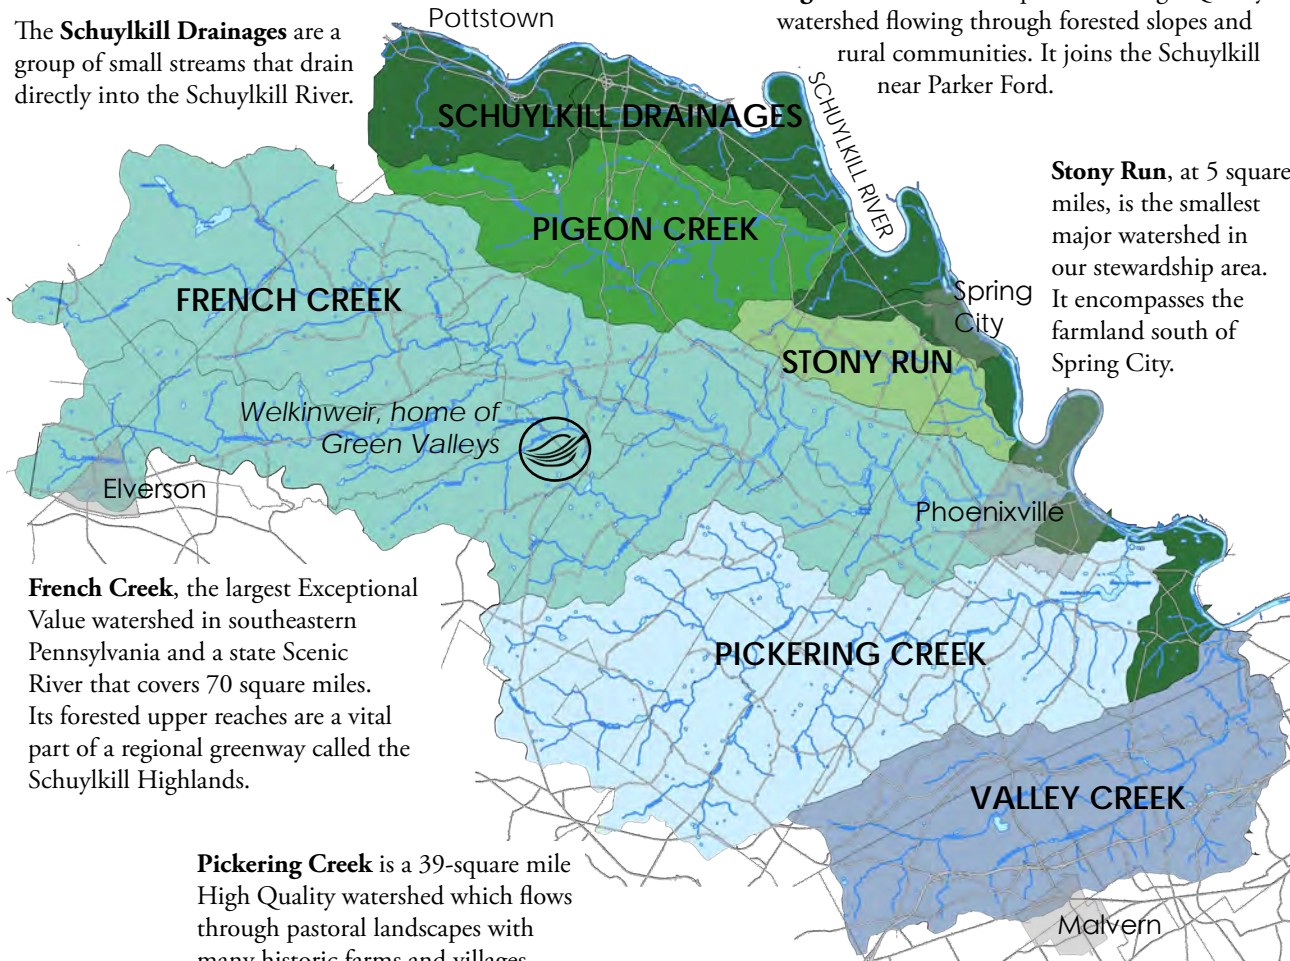 Pottstown
The Schuylkill Drainages are a
group of small streams that drain
directly into the Schuylkill River.
watershed flowing through forested slopes and
rural communities. It joins the Schuylkill
near Parker Ford.
SCHUYLKILL DRAINAGES
SCHUYLKILL RIVER
Stony Run, at 5 square
miles, is the smallest
major watershed in
our stewardship area.
It encompasses the
farmland south of
Spring City.
PIGEON CREEK
FRENCH CREEK
Spring
City
STONY RUN
Welkinweir, home of
Green Valleys
Elverson
Phoenixville
French Creek, the largest Exceptional
Value watershed in southeastern
Pennsylvania and a state Scenic
River that covers 70 square miles.
Its forested upper reaches are a vital
part of a regional greenway called the
Schuylkill Highlands.
PICKERING CREEK
VALLEY CREEK
Pickering Creek is a 39-square mile
High Quality watershed which flows
through pastoral landscapes with
many historic farms and villages
Malvern